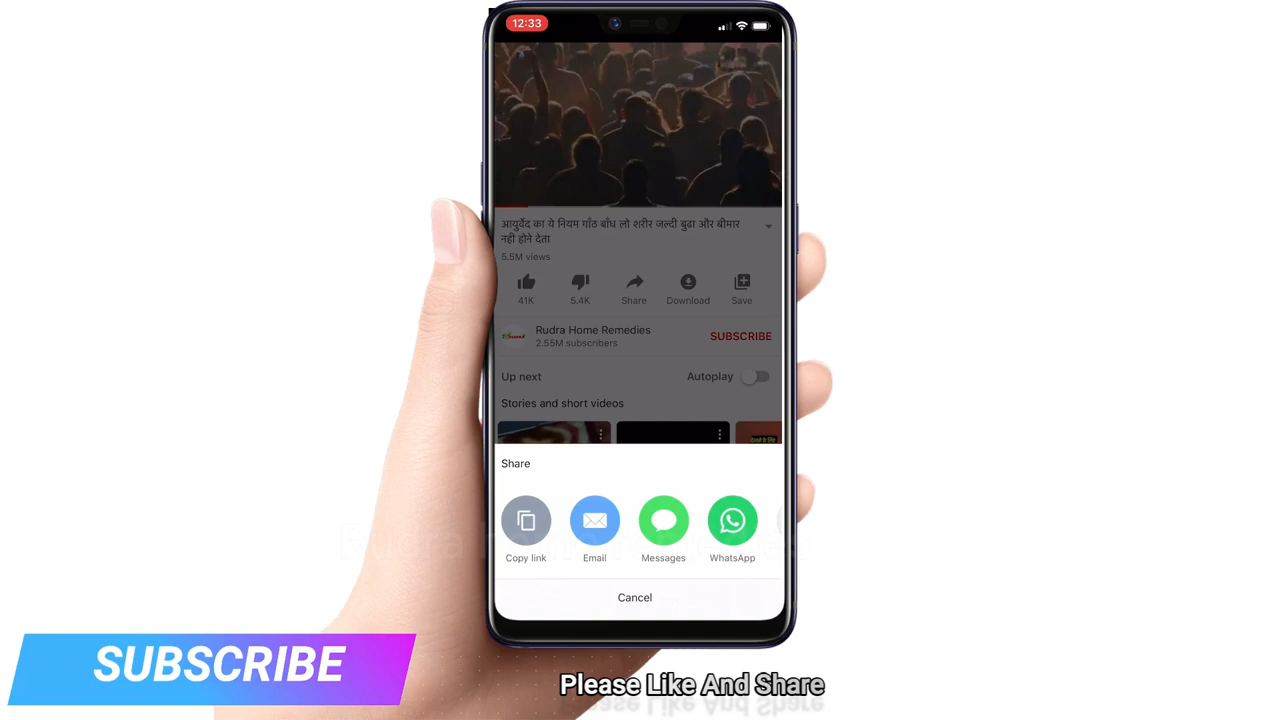 12:33
आयुर्वेद का ये नियम गाँठ बाँध लो शरीर जल्दी बुढा और बीमार
नही होने देता
5.5M views
41K
5.4K
Share
Download
Save
Rudra Home Remedies
2.55M subscribers
SUBSCRIBE
Up next
Autoplay
Stories and short videos
Share
Copy link
Email
Messages
WhatsApp
Cancel
SUBSCRIBE
Please Like And Share